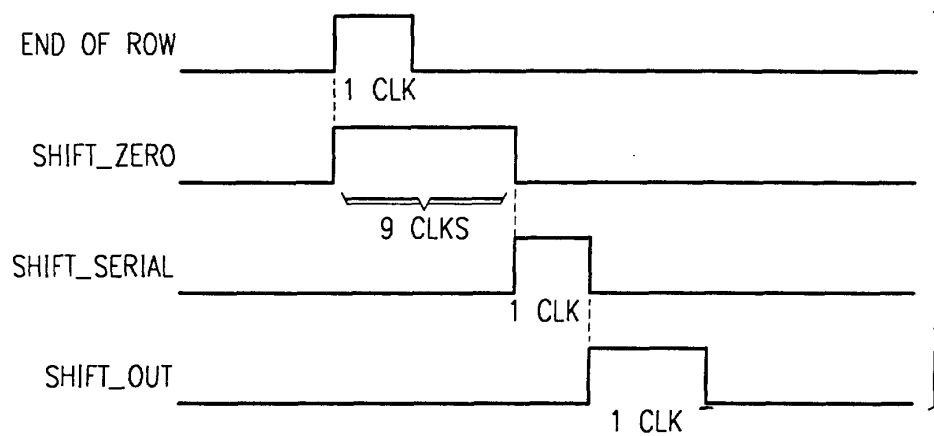 END OF ROW
1 CLK
SHIFT_ZERO
9 CLKS
SHIFT_SERIAL
1 CLK
SHIFT_OUT
1 CLK